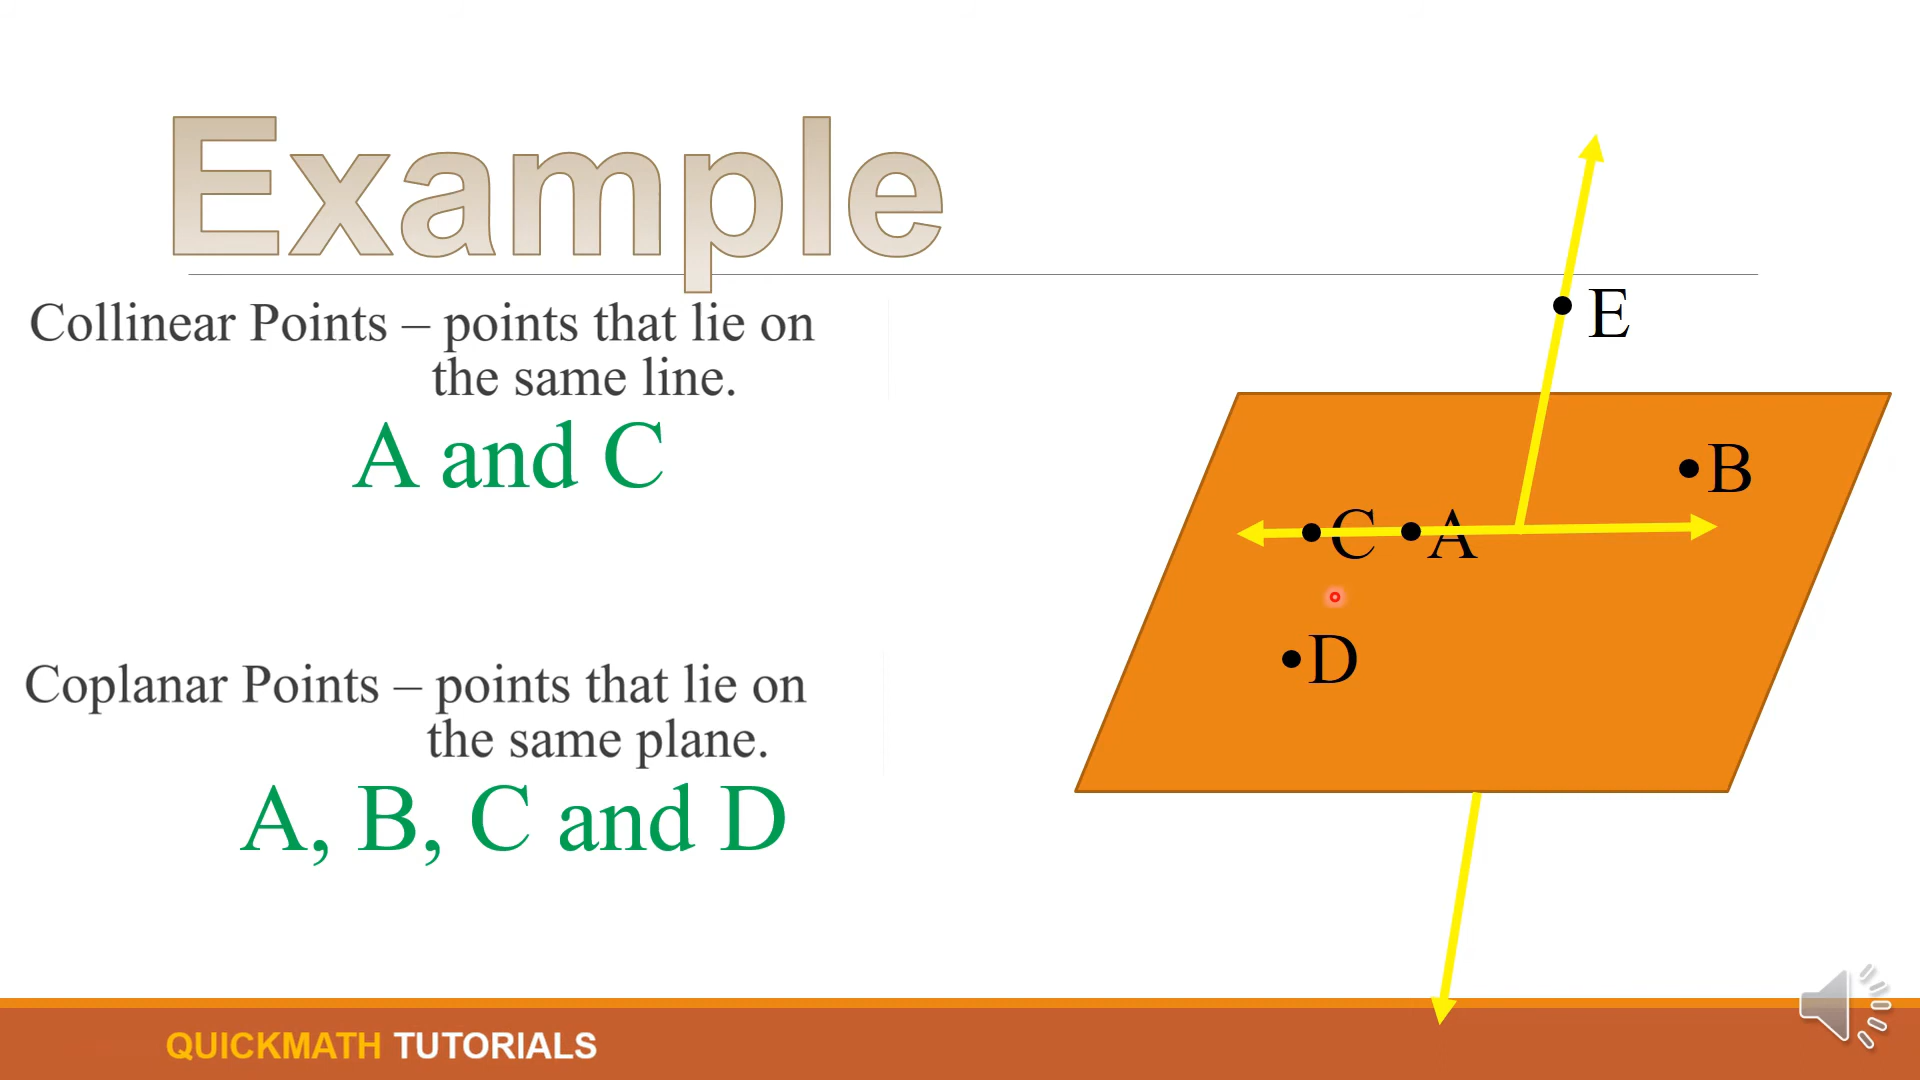 Example
Collinear Points – points that lie on
the same line.
A and C
Coplanar Points – points that lie on
the same plane.
A, B, C and D
E
B
C
A
D
QUICKMATH TUTORIALS